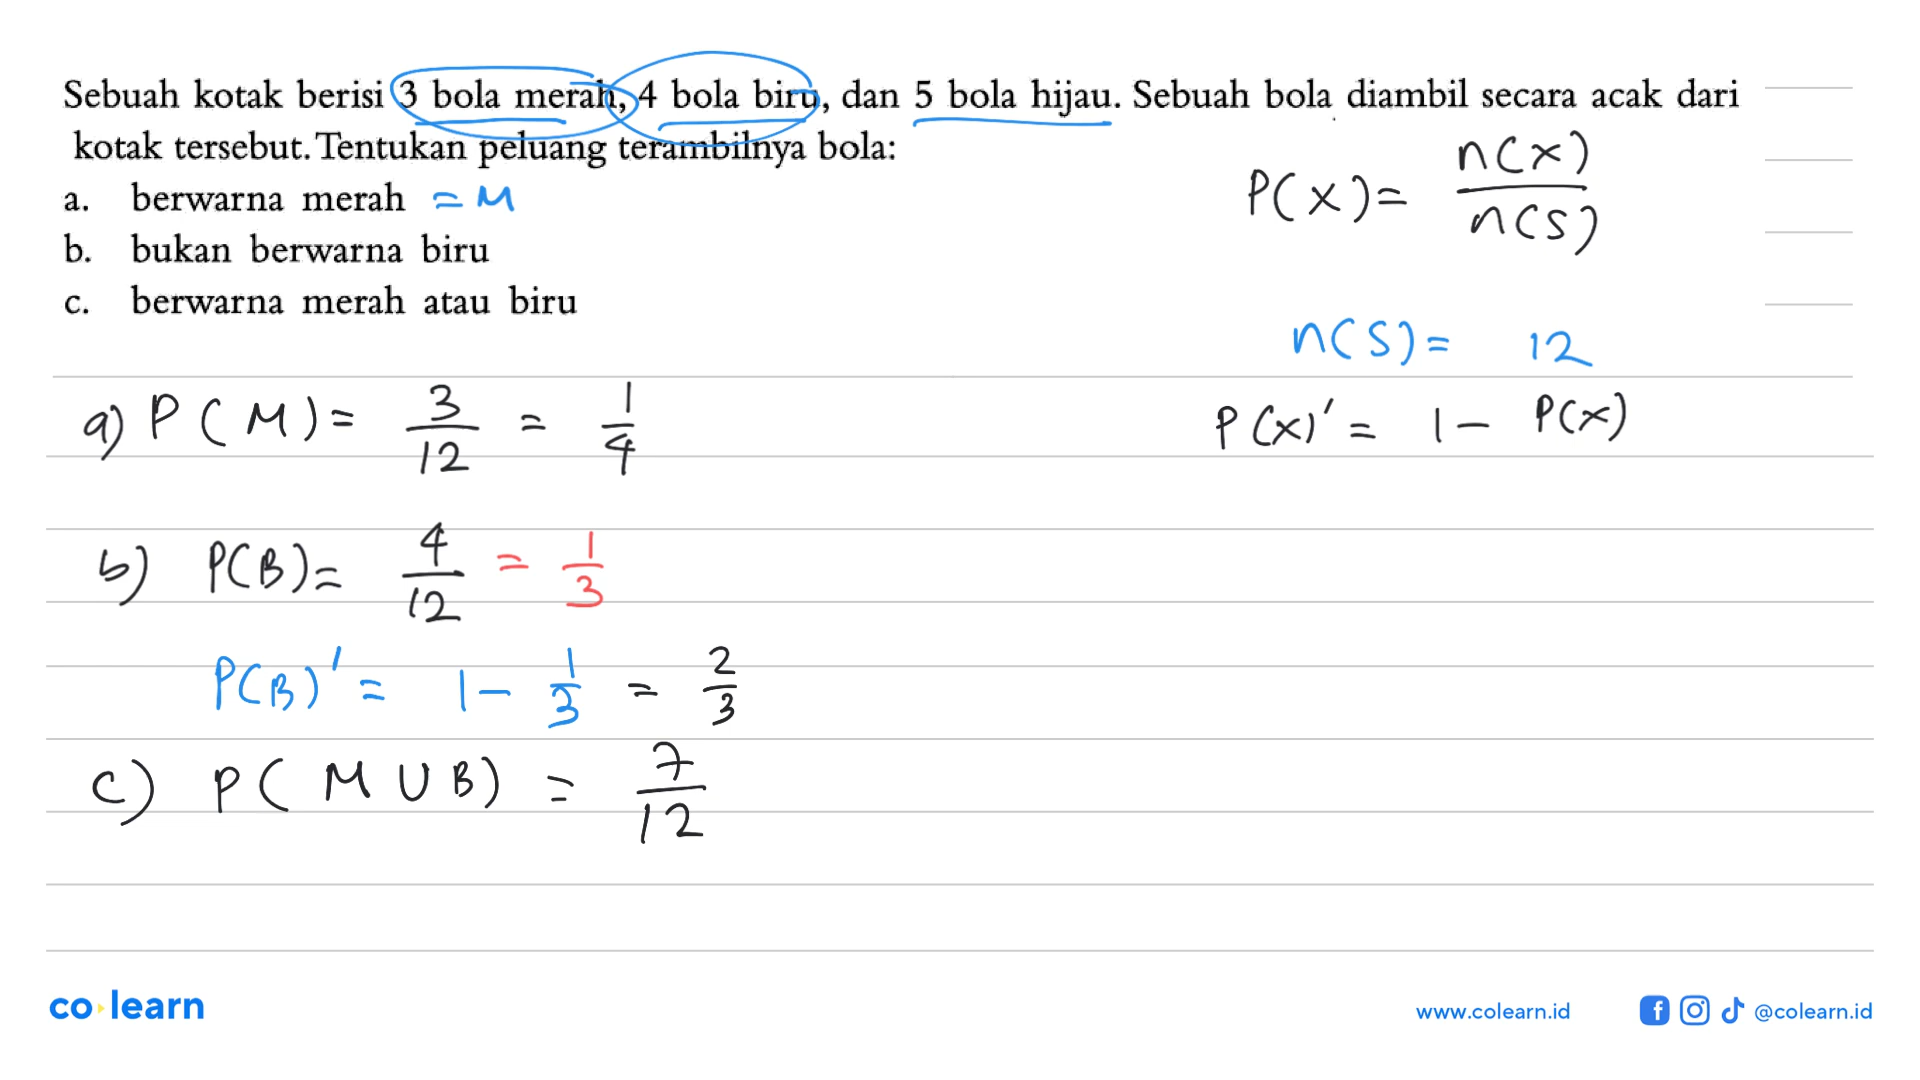 Sebuah kotak berisi 3 bola merah, 4 bola biru, dan 5 bola hijau. Sebuah bola diambil secara acak dari
kotak tersebut. Tentukan peluang terambilnya bola:
a. berwarna merah = M
b. bukan berwarna biru
c. berwarna merah atau biru
P(X) = n(X)/n(S)
n(S) = 12
P(X)' = 1 - P(X)
a) P(M) = 3/12 = 1/4
b) P(B) = 4/12 = 1/3
P(B)' = 1 - 1/3 = 2/3
c) P(M ∪ B) = 7/12
co learn
www.colearn.id
@colearn.id